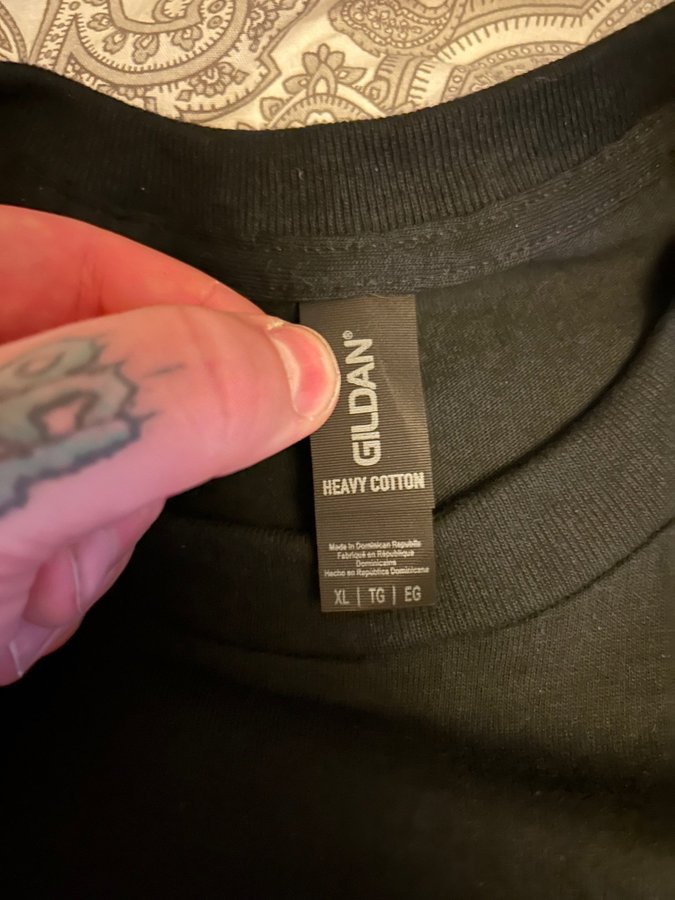 GILDAN®
HEAVY COTTON
Made in Dominican Republic
Fabriqué en République
Dominicaine
Hecho en República Dominicana
XL | TG | EG